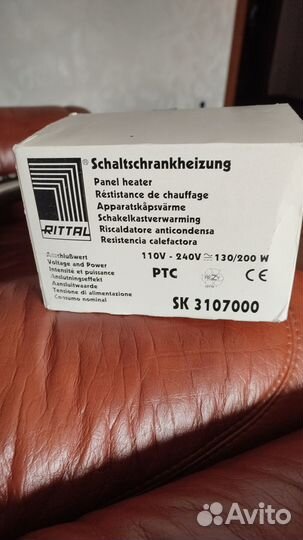 RITTAL
®
Schaltschrankheizung
Panel heater
Réstistance de chauffage
Apparatskåpsvärme
Schakelkastverwarming
Riscaldatore anticondensa
Resistencia calefactora
Anschlußwert
Voltage and Power
Intensité et puissance
Anslutningseffekt
Aansluitwaarde
Tensione di alimentazione
Consumo nominal
110V - 240V ≂ 130/200 W
PTC
CE
SK 3107000
Avito